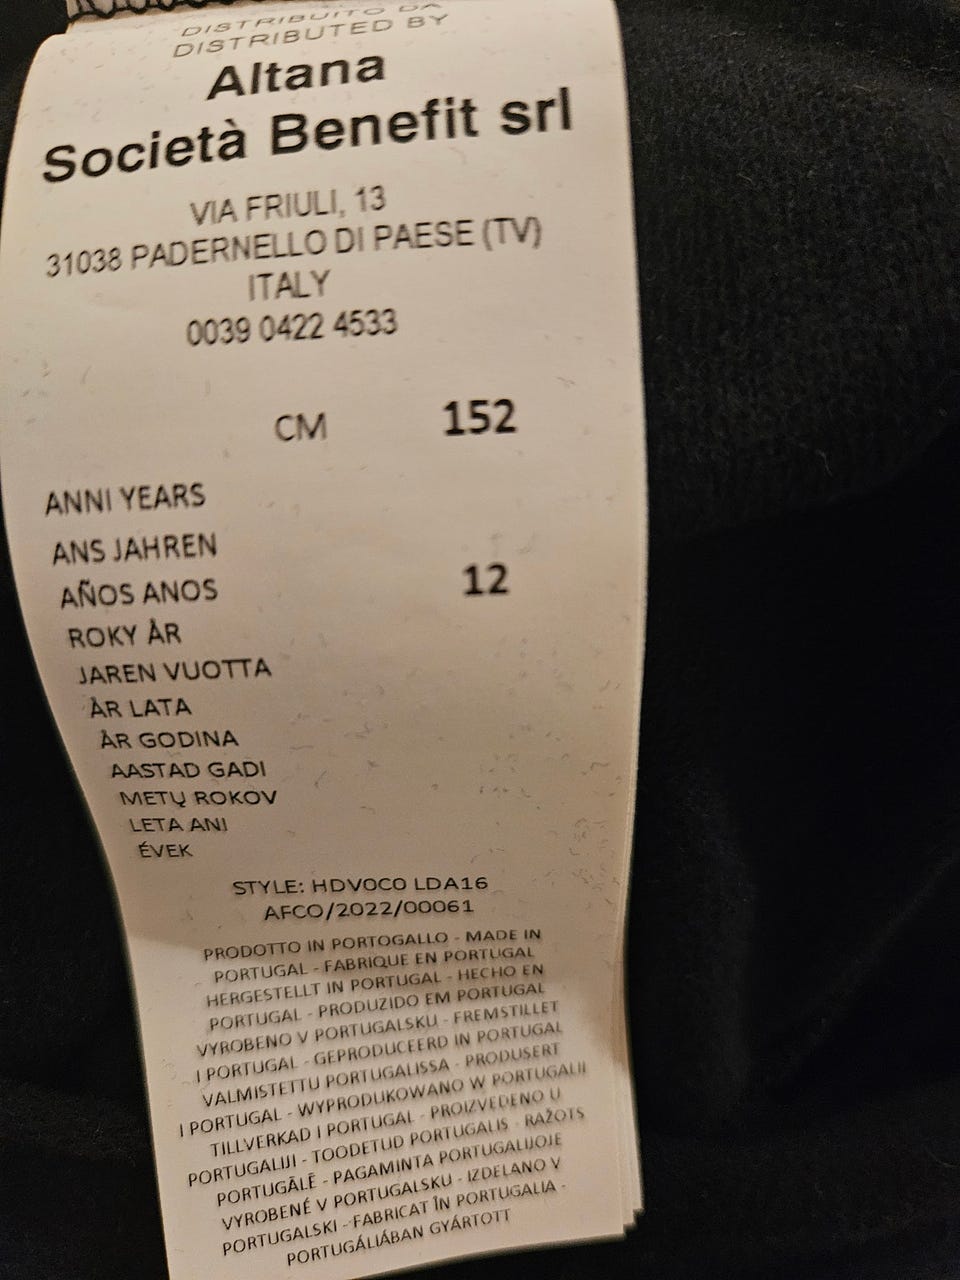 DISTRIBUITO DA
DISTRIBUTED BY
Altana
Società Benefit srl
VIA FRIULI, 13
31038 PADERNELLO DI PAESE (TV)
ITALY
0039 0422 4533
CM 152
ANNI YEARS
ANS JAHREN
AÑOS ANOS 12
ROKY ÅR
JAREN VUOTTA
ÅR LATA
ÅR GODINA
AASTAD GADI
METŲ ROKOV
LETA ANI
ÉVEK
STYLE: HDVOCO LDA16
AFCO/2022/00061
PRODOTTO IN PORTOGALLO - MADE IN
PORTUGAL - FABRIQUE EN PORTUGAL
HERGESTELLT IN PORTUGAL - HECHO EN
PORTUGAL - PRODUZIDO EM PORTUGAL
VYROBENO V PORTUGALSKU - FREMSTILLET
I PORTUGAL - GEPRODUCEERD IN PORTUGAL
VALMISTETTU PORTUGALISSA - PRODUSERT
I PORTUGAL - WYPRODUKOWANO W PORTUGALII
TILLVERKAD I PORTUGAL - PROIZVEDENO U
PORTUGALIJI - TOODETUD PORTUGALIS - RAŽOTS
PORTUGĀLĒ - PAGAMINTA PORTUGALIJOJE
VYROBENÉ V PORTUGALSKU - IZDELANO V
PORTUGALSKI - FABRICAT ÎN PORTUGALIA -
PORTUGÁLIÁBAN GYÁRTOTT